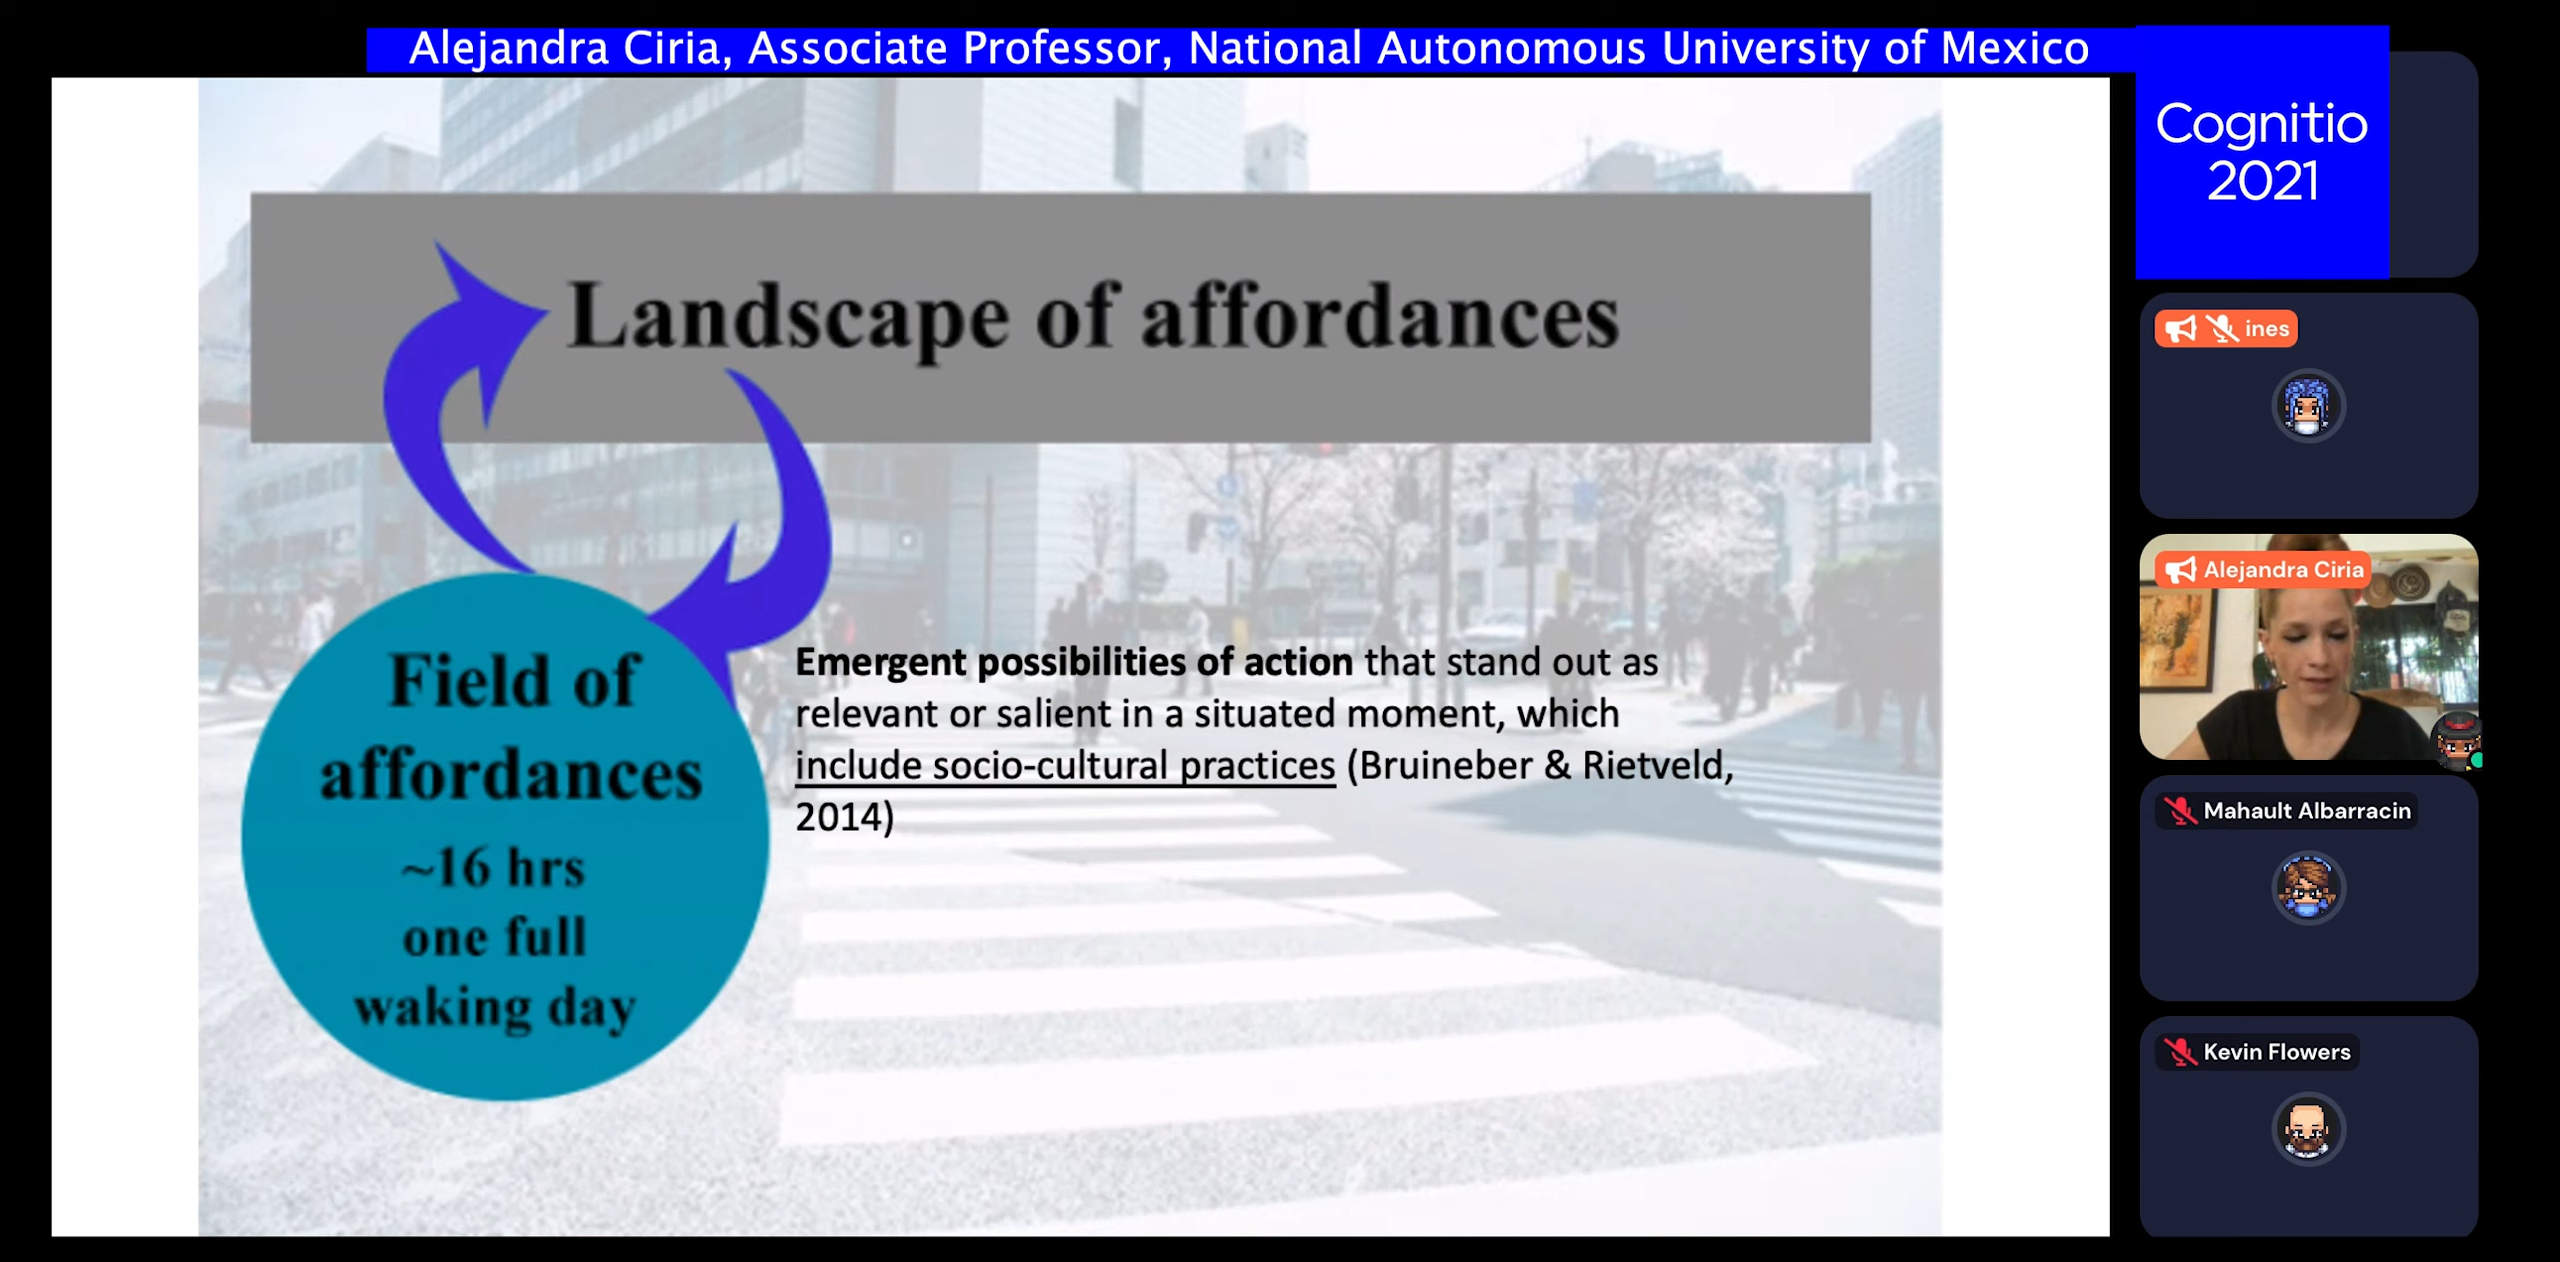 Alejandra Ciria, Associate Professor, National Autonomous University of Mexico
Cognitio
2021
Landscape of affordances
Field of
affordances
~16 hrs
one full
waking day
Emergent possibilities of action that stand out as
relevant or salient in a situated moment, which
include socio-cultural practices (Bruineber & Rietveld,
2014)
ines
Alejandra Ciria
Mahault Albarracin
Kevin Flowers